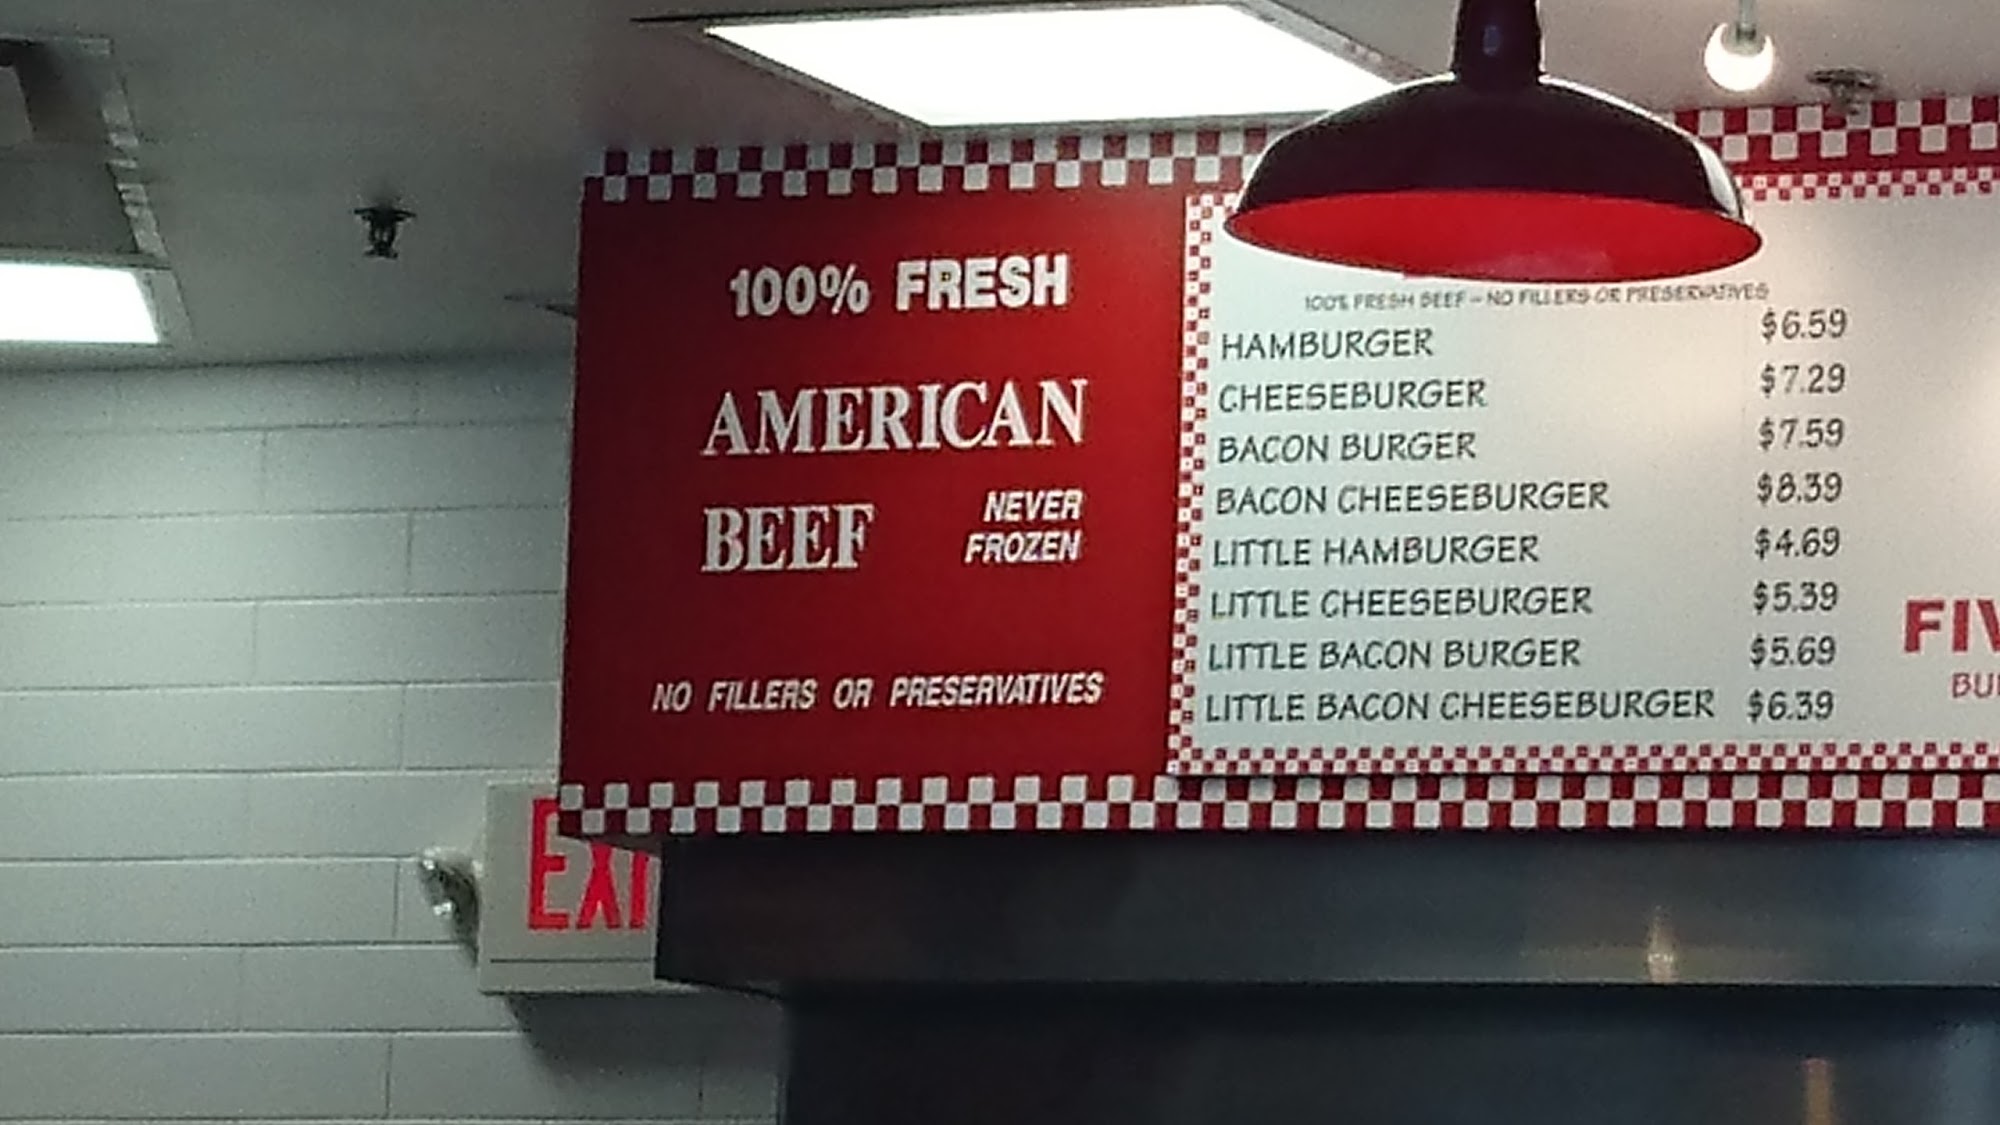 100% FRESH
AMERICAN
BEEF
NEVER
FROZEN
NO FILLERS OR PRESERVATIVES
100% FRESH BEEF – NO FILLERS OR PRESERVATIVES
HAMBURGER $6.59
CHEESEBURGER $7.29
BACON BURGER $7.59
BACON CHEESEBURGER $8.39
LITTLE HAMBURGER $4.69
LITTLE CHEESEBURGER $5.39
LITTLE BACON BURGER $5.69
LITTLE BACON CHEESEBURGER $6.39
FIV
BU
EXI